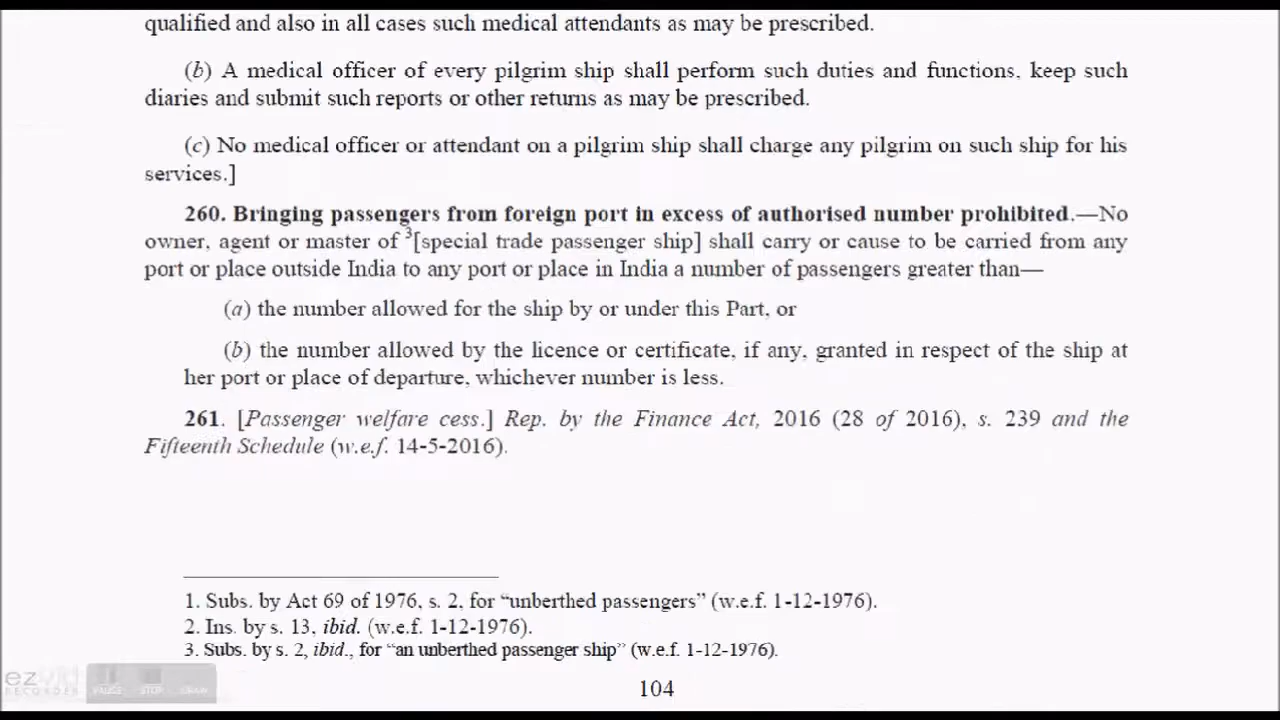 qualified and also in all cases such medical attendants as may be prescribed.
(b) A medical officer of every pilgrim ship shall perform such duties and functions, keep such
diaries and submit such reports or other returns as may be prescribed.
(c) No medical officer or attendant on a pilgrim ship shall charge any pilgrim on such ship for his
services.]
260. Bringing passengers from foreign port in excess of authorised number prohibited.—No
owner, agent or master of 3[special trade passenger ship] shall carry or cause to be carried from any
port or place outside India to any port or place in India a number of passengers greater than—
(a) the number allowed for the ship by or under this Part, or
(b) the number allowed by the licence or certificate, if any, granted in respect of the ship at
her port or place of departure, whichever number is less.
261. [Passenger welfare cess.] Rep. by the Finance Act, 2016 (28 of 2016), s. 239 and the
Fifteenth Schedule (w.e.f. 14-5-2016).
1. Subs. by Act 69 of 1976, s. 2, for “unberthed passengers” (w.e.f. 1-12-1976).
2. Ins. by s. 13, ibid. (w.e.f. 1-12-1976).
3. Subs. by s. 2, ibid., for “an unberthed passenger ship” (w.e.f. 1-12-1976).
ez
RECORDER
PAUSE STOP DRAW
104